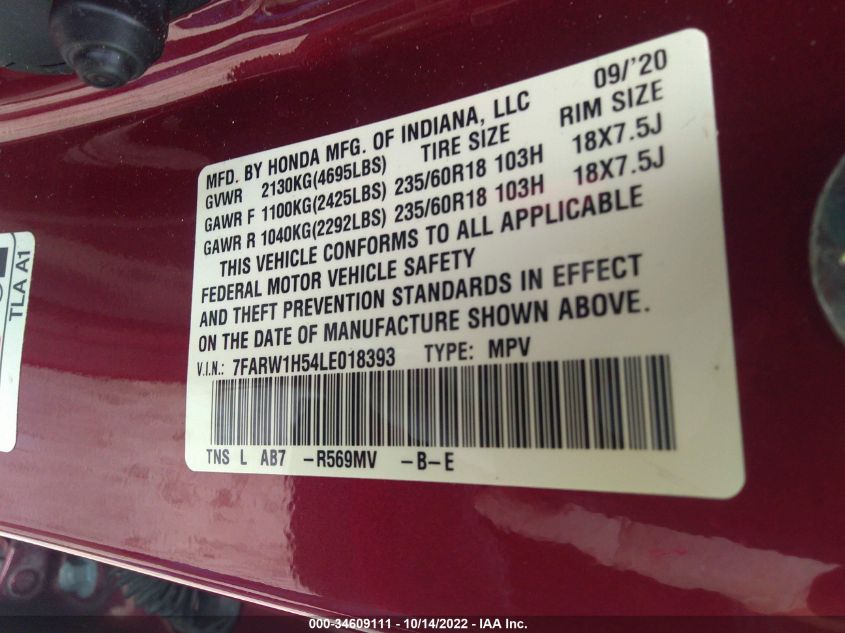 09/'20
MFD. BY HONDA MFG. OF INDIANA, LLC
GVWR 2130KG(4695LBS) TIRE SIZE RIM SIZE
GAWR F 1100KG(2425LBS) 235/60R18 103H 18X7.5J
GAWR R 1040KG(2292LBS) 235/60R18 103H 18X7.5J
THIS VEHICLE CONFORMS TO ALL APPLICABLE
FEDERAL MOTOR VEHICLE SAFETY
AND THEFT PREVENTION STANDARDS IN EFFECT
ON THE DATE OF MANUFACTURE SHOWN ABOVE.
V.I.N.: 7FARW1H54LE018393 TYPE: MPV
TNS L AB7 -R569MV -B-E
TLA A1
000-34609111 - 10/14/2022 - IAA Inc.